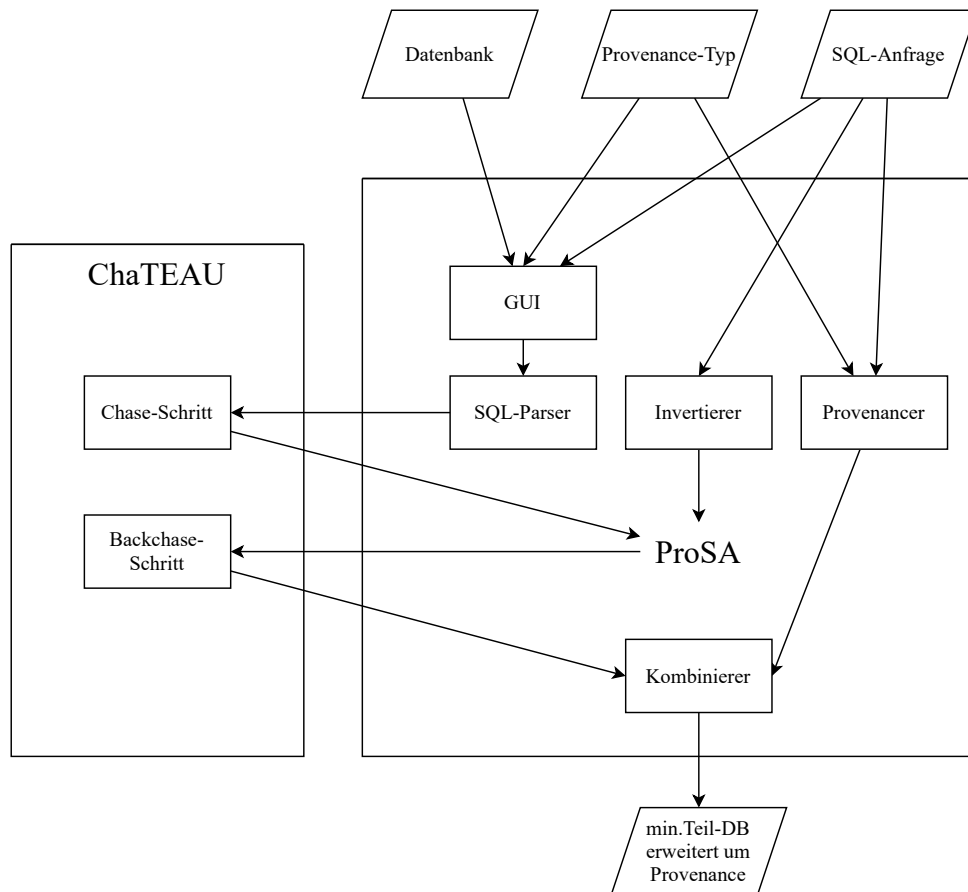 Datenbank
Provenance-Typ
SQL-Anfrage
ChaTEAU
GUI
Chase-Schritt
SQL-Parser
Invertierer
Provenancer
Backchase-
Schritt
ProSA
Kombinierer
min.Teil-DB
erweitert um
Provenance